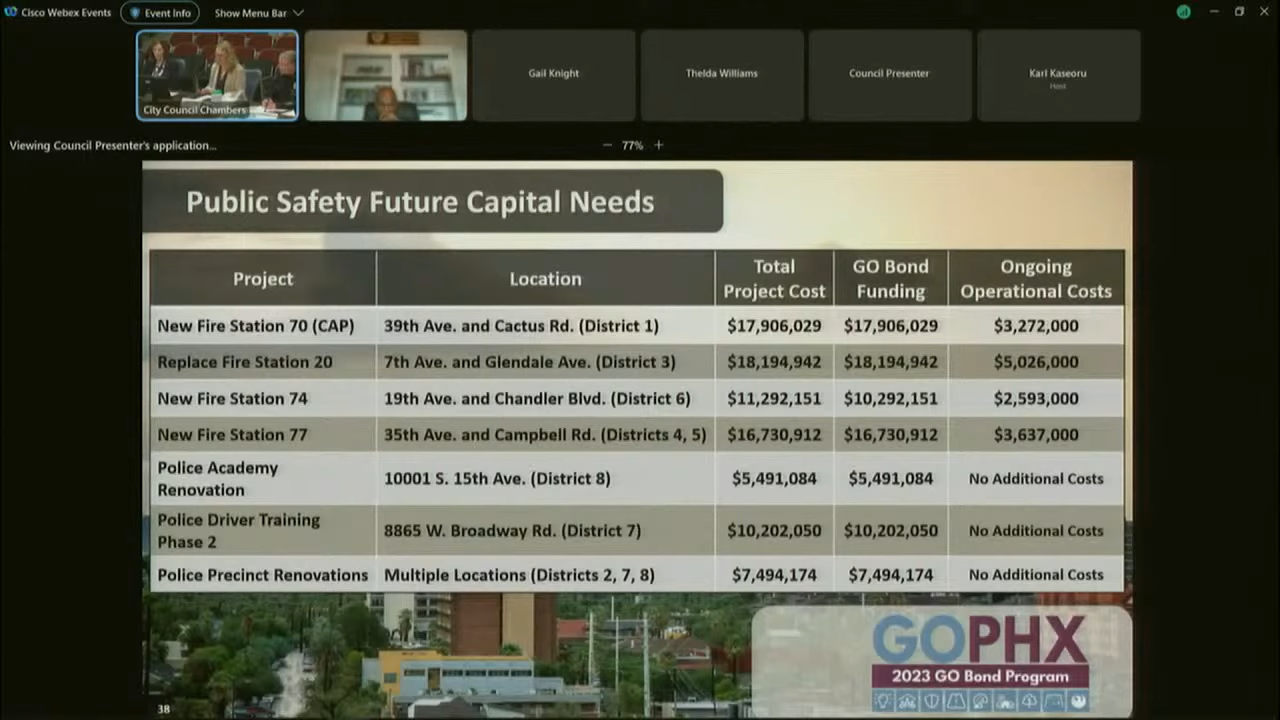 Cisco Webex Events
Event Info
Show Menu Bar
City Council Chambers
Gail Knight
Thelda Williams
Council Presenter
Karl Kaseoru
Host
Viewing Council Presenter's application...
77%
Public Safety Future Capital Needs
Project Location Total Project Cost GO Bond Funding Ongoing Operational Costs
New Fire Station 70 (CAP) 39th Ave. and Cactus Rd. (District 1) $17,906,029 $17,906,029 $3,272,000
Replace Fire Station 20 7th Ave. and Glendale Ave. (District 3) $18,194,942 $18,194,942 $5,026,000
New Fire Station 74 19th Ave. and Chandler Blvd. (District 6) $11,292,151 $10,292,151 $2,593,000
New Fire Station 77 35th Ave. and Campbell Rd. (Districts 4, 5) $16,730,912 $16,730,912 $3,637,000
Police Academy Renovation 10001 S. 15th Ave. (District 8) $5,491,084 $5,491,084 No Additional Costs
Police Driver Training Phase 2 8865 W. Broadway Rd. (District 7) $10,202,050 $10,202,050 No Additional Costs
Police Precinct Renovations Multiple Locations (Districts 2, 7, 8) $7,494,174 $7,494,174 No Additional Costs
GOPHX
2023 GO Bond Program
38